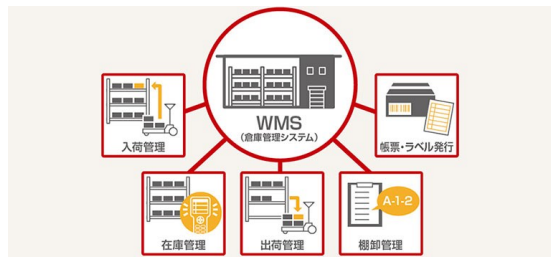 WMS
(倉庫管理システム)
入荷管理
帳票・ラベル発行
在庫管理
出荷管理
A-1-2
棚卸管理